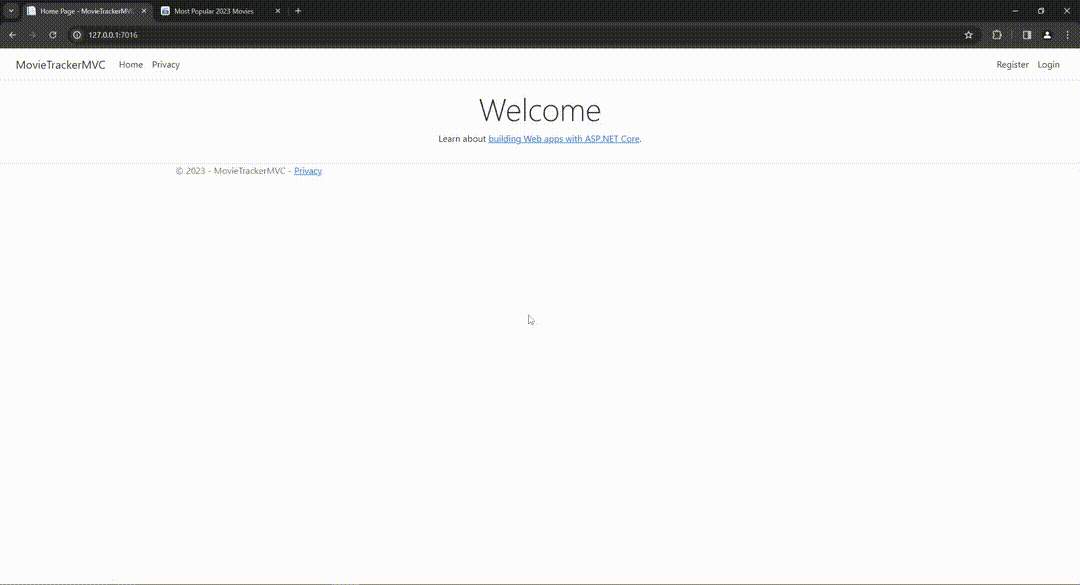 Home Page - MovieTrackerMVC
Most Popular 2023 Movies
127.0.0.1:7016
MovieTrackerMVC Home Privacy Register Login
Welcome
Learn about building Web apps with ASP.NET Core.
© 2023 - MovieTrackerMVC - Privacy